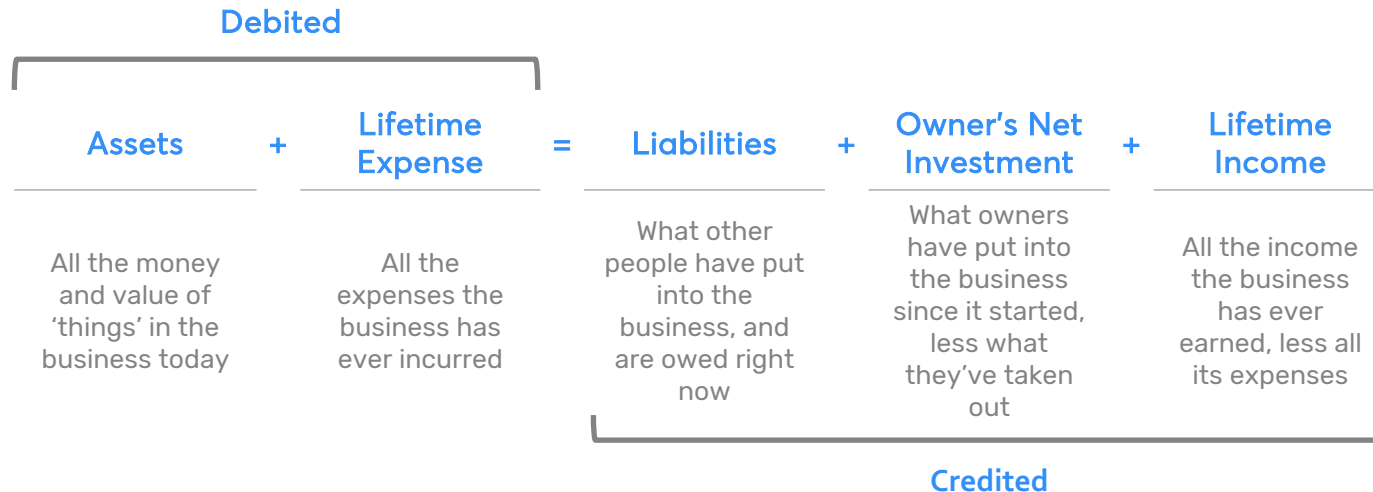 Debited
Assets
+
Lifetime
Expense
=
Liabilities
+
Owner's Net
Investment
+
Lifetime
Income
All the money
and value of
‘things’ in the
business today
All the
expenses the
business has
ever incurred
What other
people have put
into the
business, and
are owed right
now
What owners
have put into
the business
since it started,
less what
they’ve taken
out
All the income
the business
has ever
earned, less all
its expenses
Credited